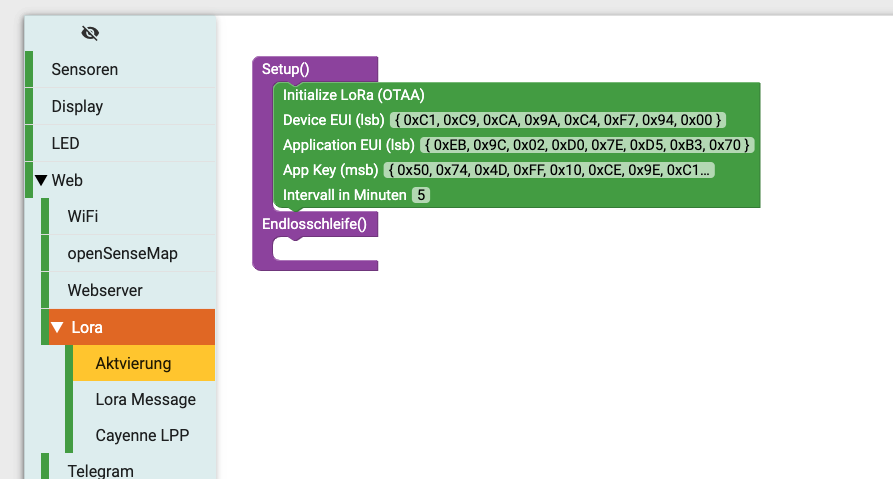 Sensoren
Display
LED
Web
WiFi
openSenseMap
Webserver
Lora
Aktvierung
Lora Message
Cayenne LPP
Telegram
Setup()
Initialize LoRa (OTAA)
Device EUI (lsb) { 0xC1, 0xC9, 0xCA, 0x9A, 0xC4, 0xF7, 0x94, 0x00 }
Application EUI (lsb) { 0xEB, 0x9C, 0x02, 0xD0, 0x7E, 0xD5, 0xB3, 0x70 }
App Key (msb) { 0x50, 0x74, 0x4D, 0xFF, 0x10, 0xCE, 0x9E, 0xC1...
Intervall in Minuten 5
Endlosschleife()